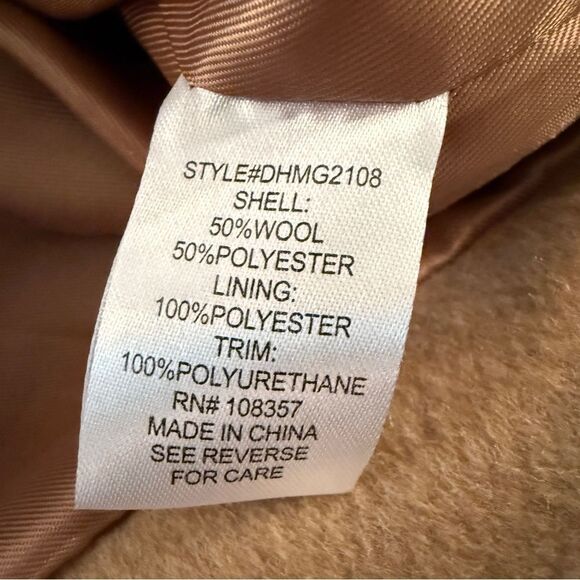 STYLE#DHMG2108
SHELL:
50%WOOL
50%POLYESTER
LINING:
100%POLYESTER
TRIM:
100%POLYURETHANE
RN# 108357
MADE IN CHINA
SEE REVERSE
FOR CARE